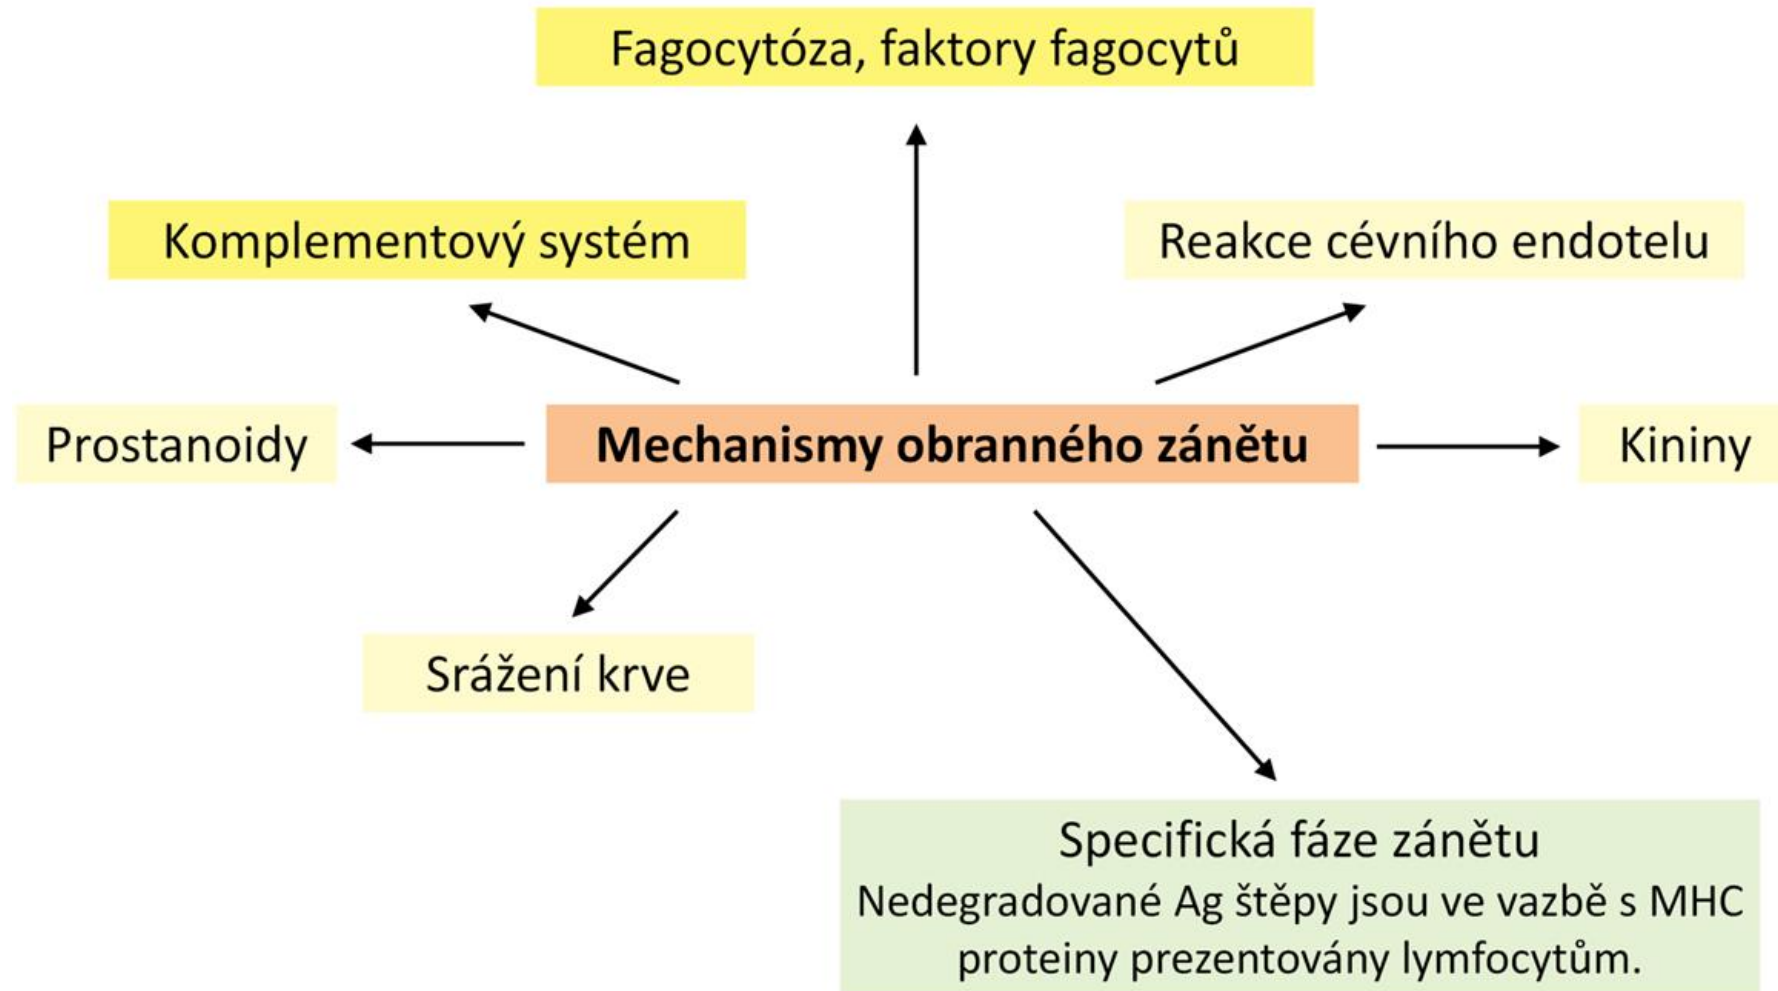 Fagocytóza, faktory fagocytů
Komplementový systém
Reakce cévního endotelu
Prostanoidy
Mechanismy obranného zánětu
Kininy
Srážení krve
Specifická fáze zánětu
Nedegradované Ag štěpy jsou ve vazbě s MHC
proteiny prezentovány lymfocytům.